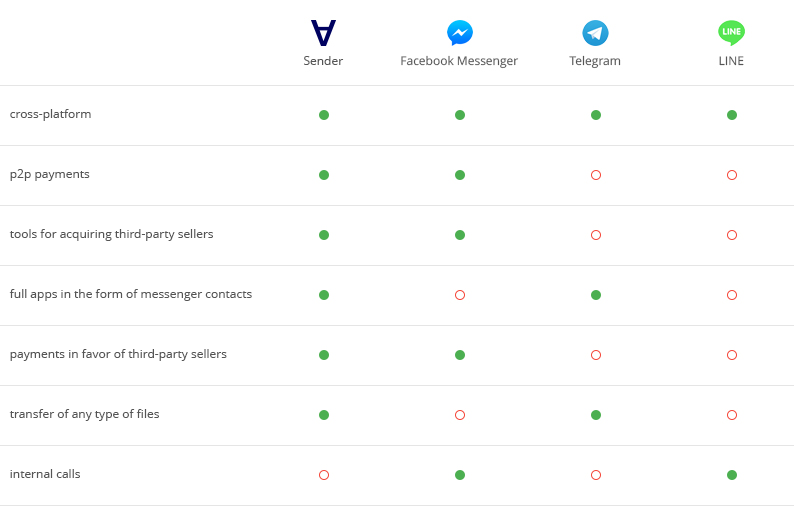 LINE
Sender Facebook Messenger Telegram LINE
cross-platform
p2p payments
tools for acquiring third-party sellers
full apps in the form of messenger contacts
payments in favor of third-party sellers
transfer of any type of files
internal calls